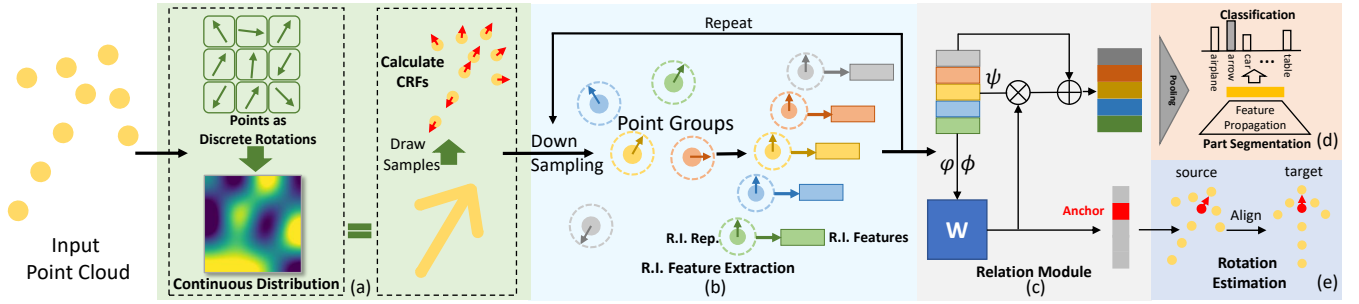 Input
Point Cloud
Points as
Discrete Rotations
Continuous Distribution
(a)
Calculate
CRFs
Draw
Samples
Repeat
Down
Sampling
Point Groups
R.I. Rep.
R.I. Features
R.I. Feature Extraction
(b)
ψ
φ ϕ
W
Anchor
Relation Module
(c)
Pooling
Classification
airplane
arrow
car
...
table
Feature
Propagation
Part Segmentation
(d)
source
target
Align
Rotation
Estimation
(e)